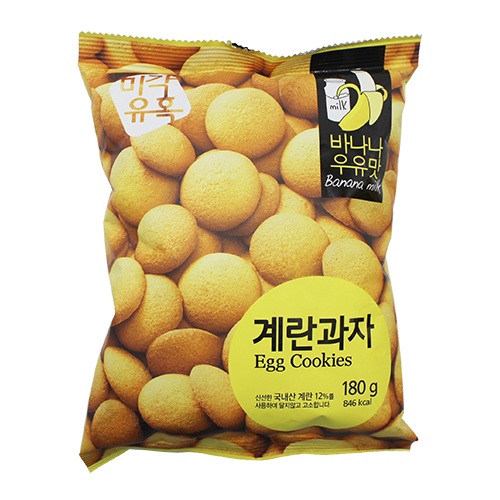 미각
유혹
milk
바나나
우유맛
Banana milk
계란과자
Egg Cookies
신선한 국내산 계란 12%를
사용하여 달지않고 고소합니다.
180 g
846 kcal